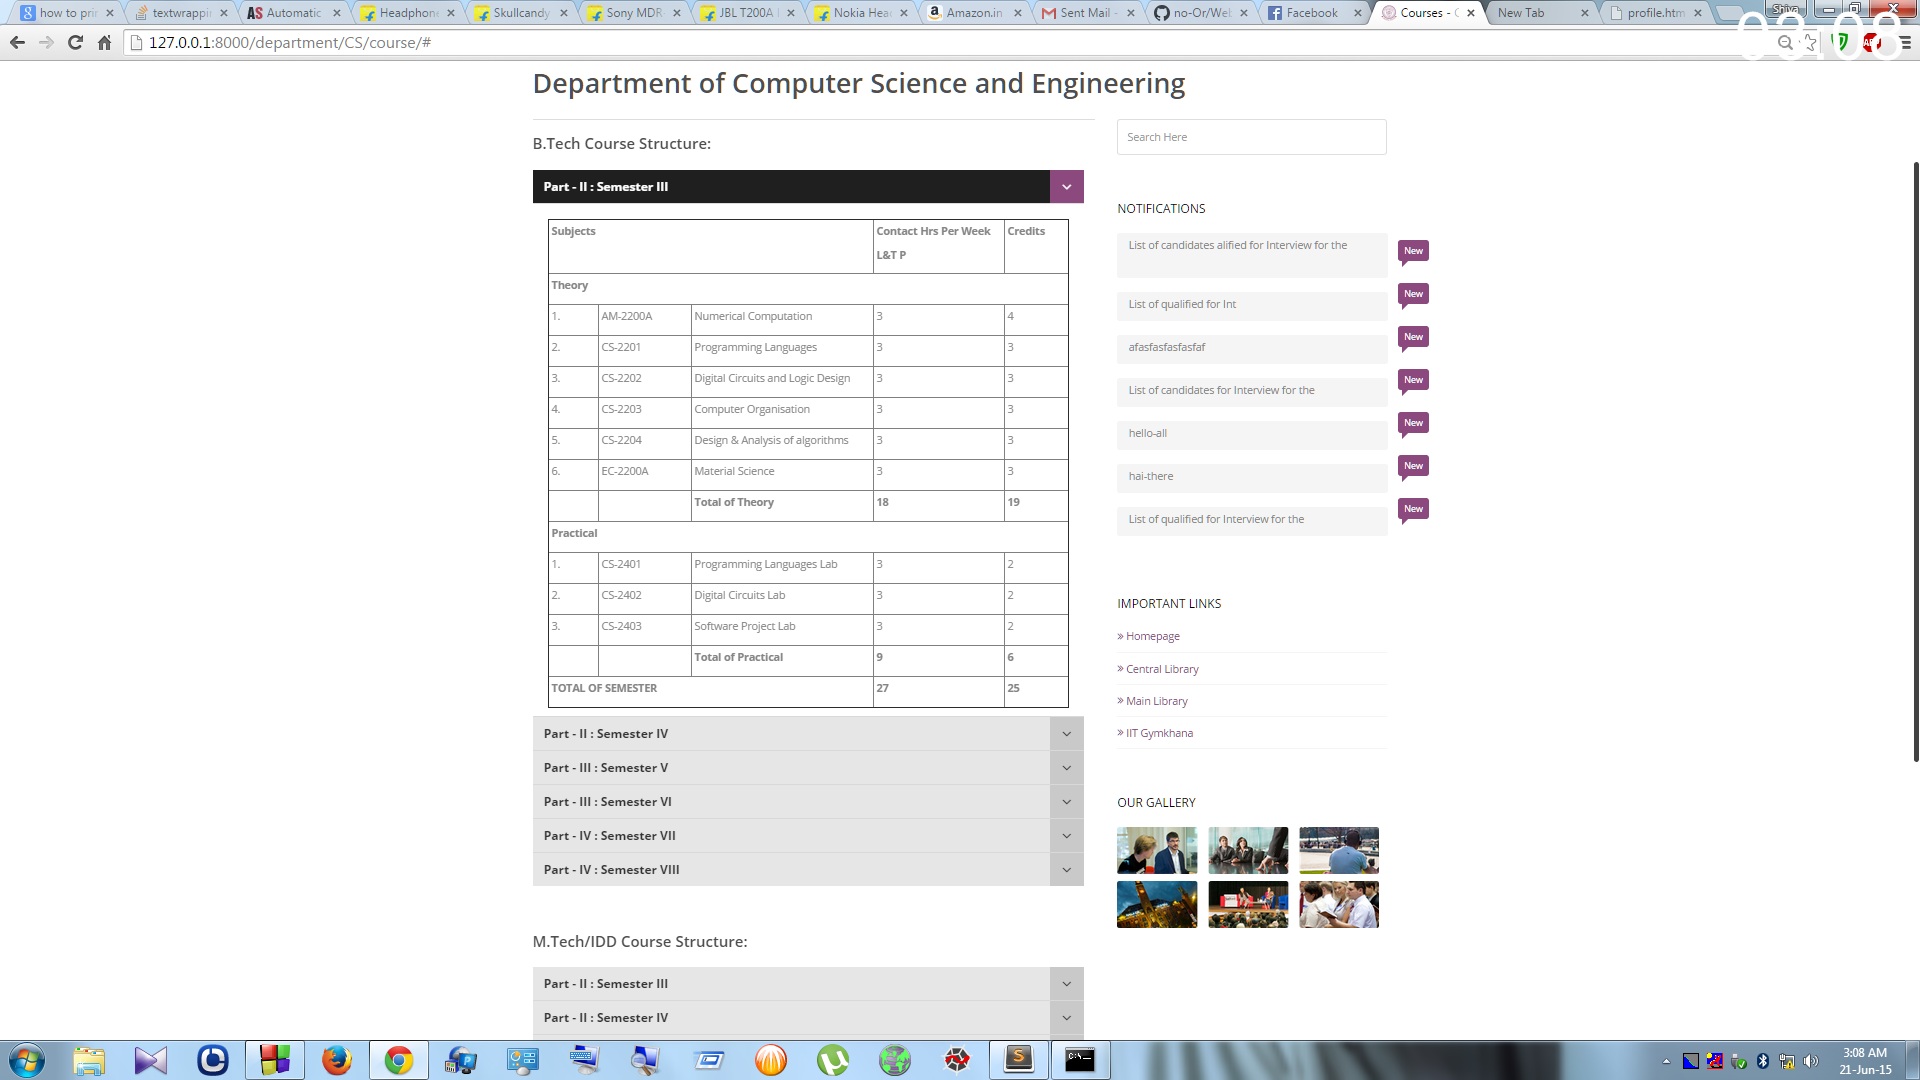 how to prin
textwrappi
AS Automatic
Headphone
Skullcandy
Sony MDR-
JBL T200A
Nokia Hea
Amazon.in
Sent Mail -
no-Or/Wel
Facebook
Courses - C
New Tab
profile.htm
Shiva
03:08
127.0.0.1:8000/department/CS/course/#
Department of Computer Science and Engineering
B.Tech Course Structure:
Part - II : Semester III
Subjects Contact Hrs Per Week Credits
L&T P
Theory
1. AM-2200A Numerical Computation 3 4
2. CS-2201 Programming Languages 3 3
3. CS-2202 Digital Circuits and Logic Design 3 3
4. CS-2203 Computer Organisation 3 3
5. CS-2204 Design & Analysis of algorithms 3 3
6. EC-2200A Material Science 3 3
Total of Theory 18 19
Practical
1. CS-2401 Programming Languages Lab 3 2
2. CS-2402 Digital Circuits Lab 3 2
3. CS-2403 Software Project Lab 3 2
Total of Practical 9 6
TOTAL OF SEMESTER 27 25
Part - II : Semester IV
Part - III : Semester V
Part - III : Semester VI
Part - IV : Semester VII
Part - IV : Semester VIII
M.Tech/IDD Course Structure:
Part - II : Semester III
Part - II : Semester IV
Search Here
NOTIFICATIONS
List of candidates alified for Interview for the New
List of qualified for Int New
afasfasfasfasfaf New
List of candidates for Interview for the New
hello-all New
hai-there New
List of qualified for Interview for the New
IMPORTANT LINKS
» Homepage
» Central Library
» Main Library
» IIT Gymkhana
OUR GALLERY
3:08 AM
21-Jun-15